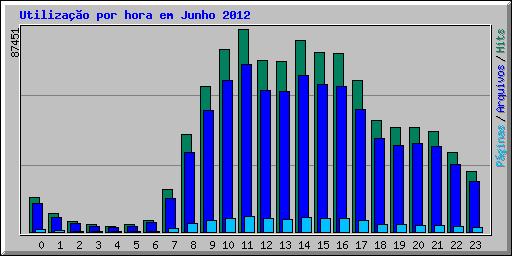 Utilização por hora em Junho 2012
87451
Páginas / Arquivos / Hits
0 1 2 3 4 5 6 7 8 9 10 11 12 13 14 15 16 17 18 19 20 21 22 23